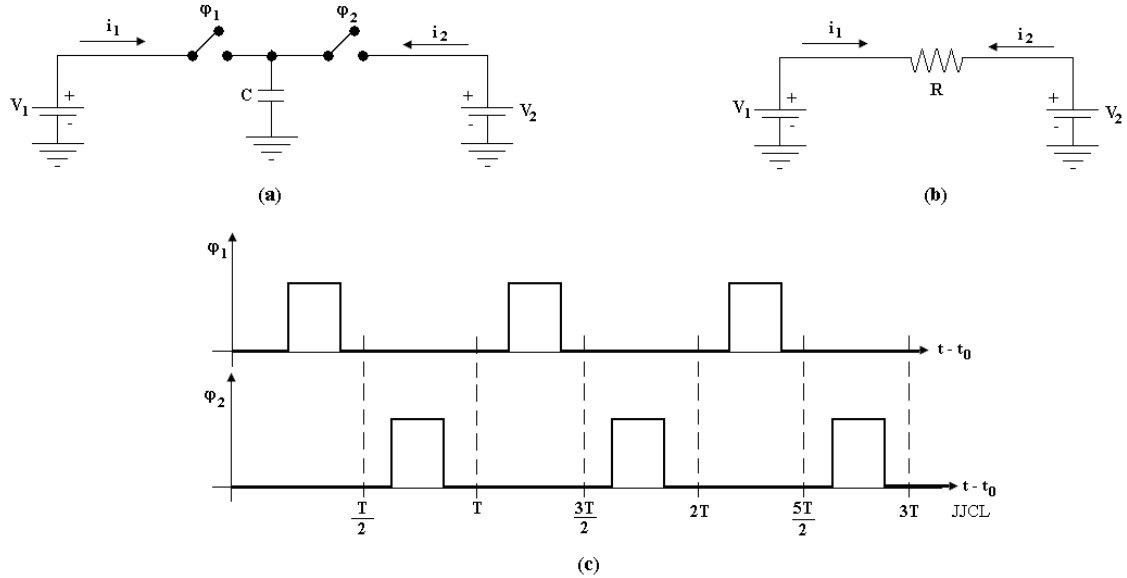 φ1 φ2
i1 i2 i1 i2
V1 + - C + - V2 V1 + - R + - V2
(a) (b)
φ1
t - t0
φ2
t - t0
T/2 T 3T/2 2T 5T/2 3T JJCL
(c)